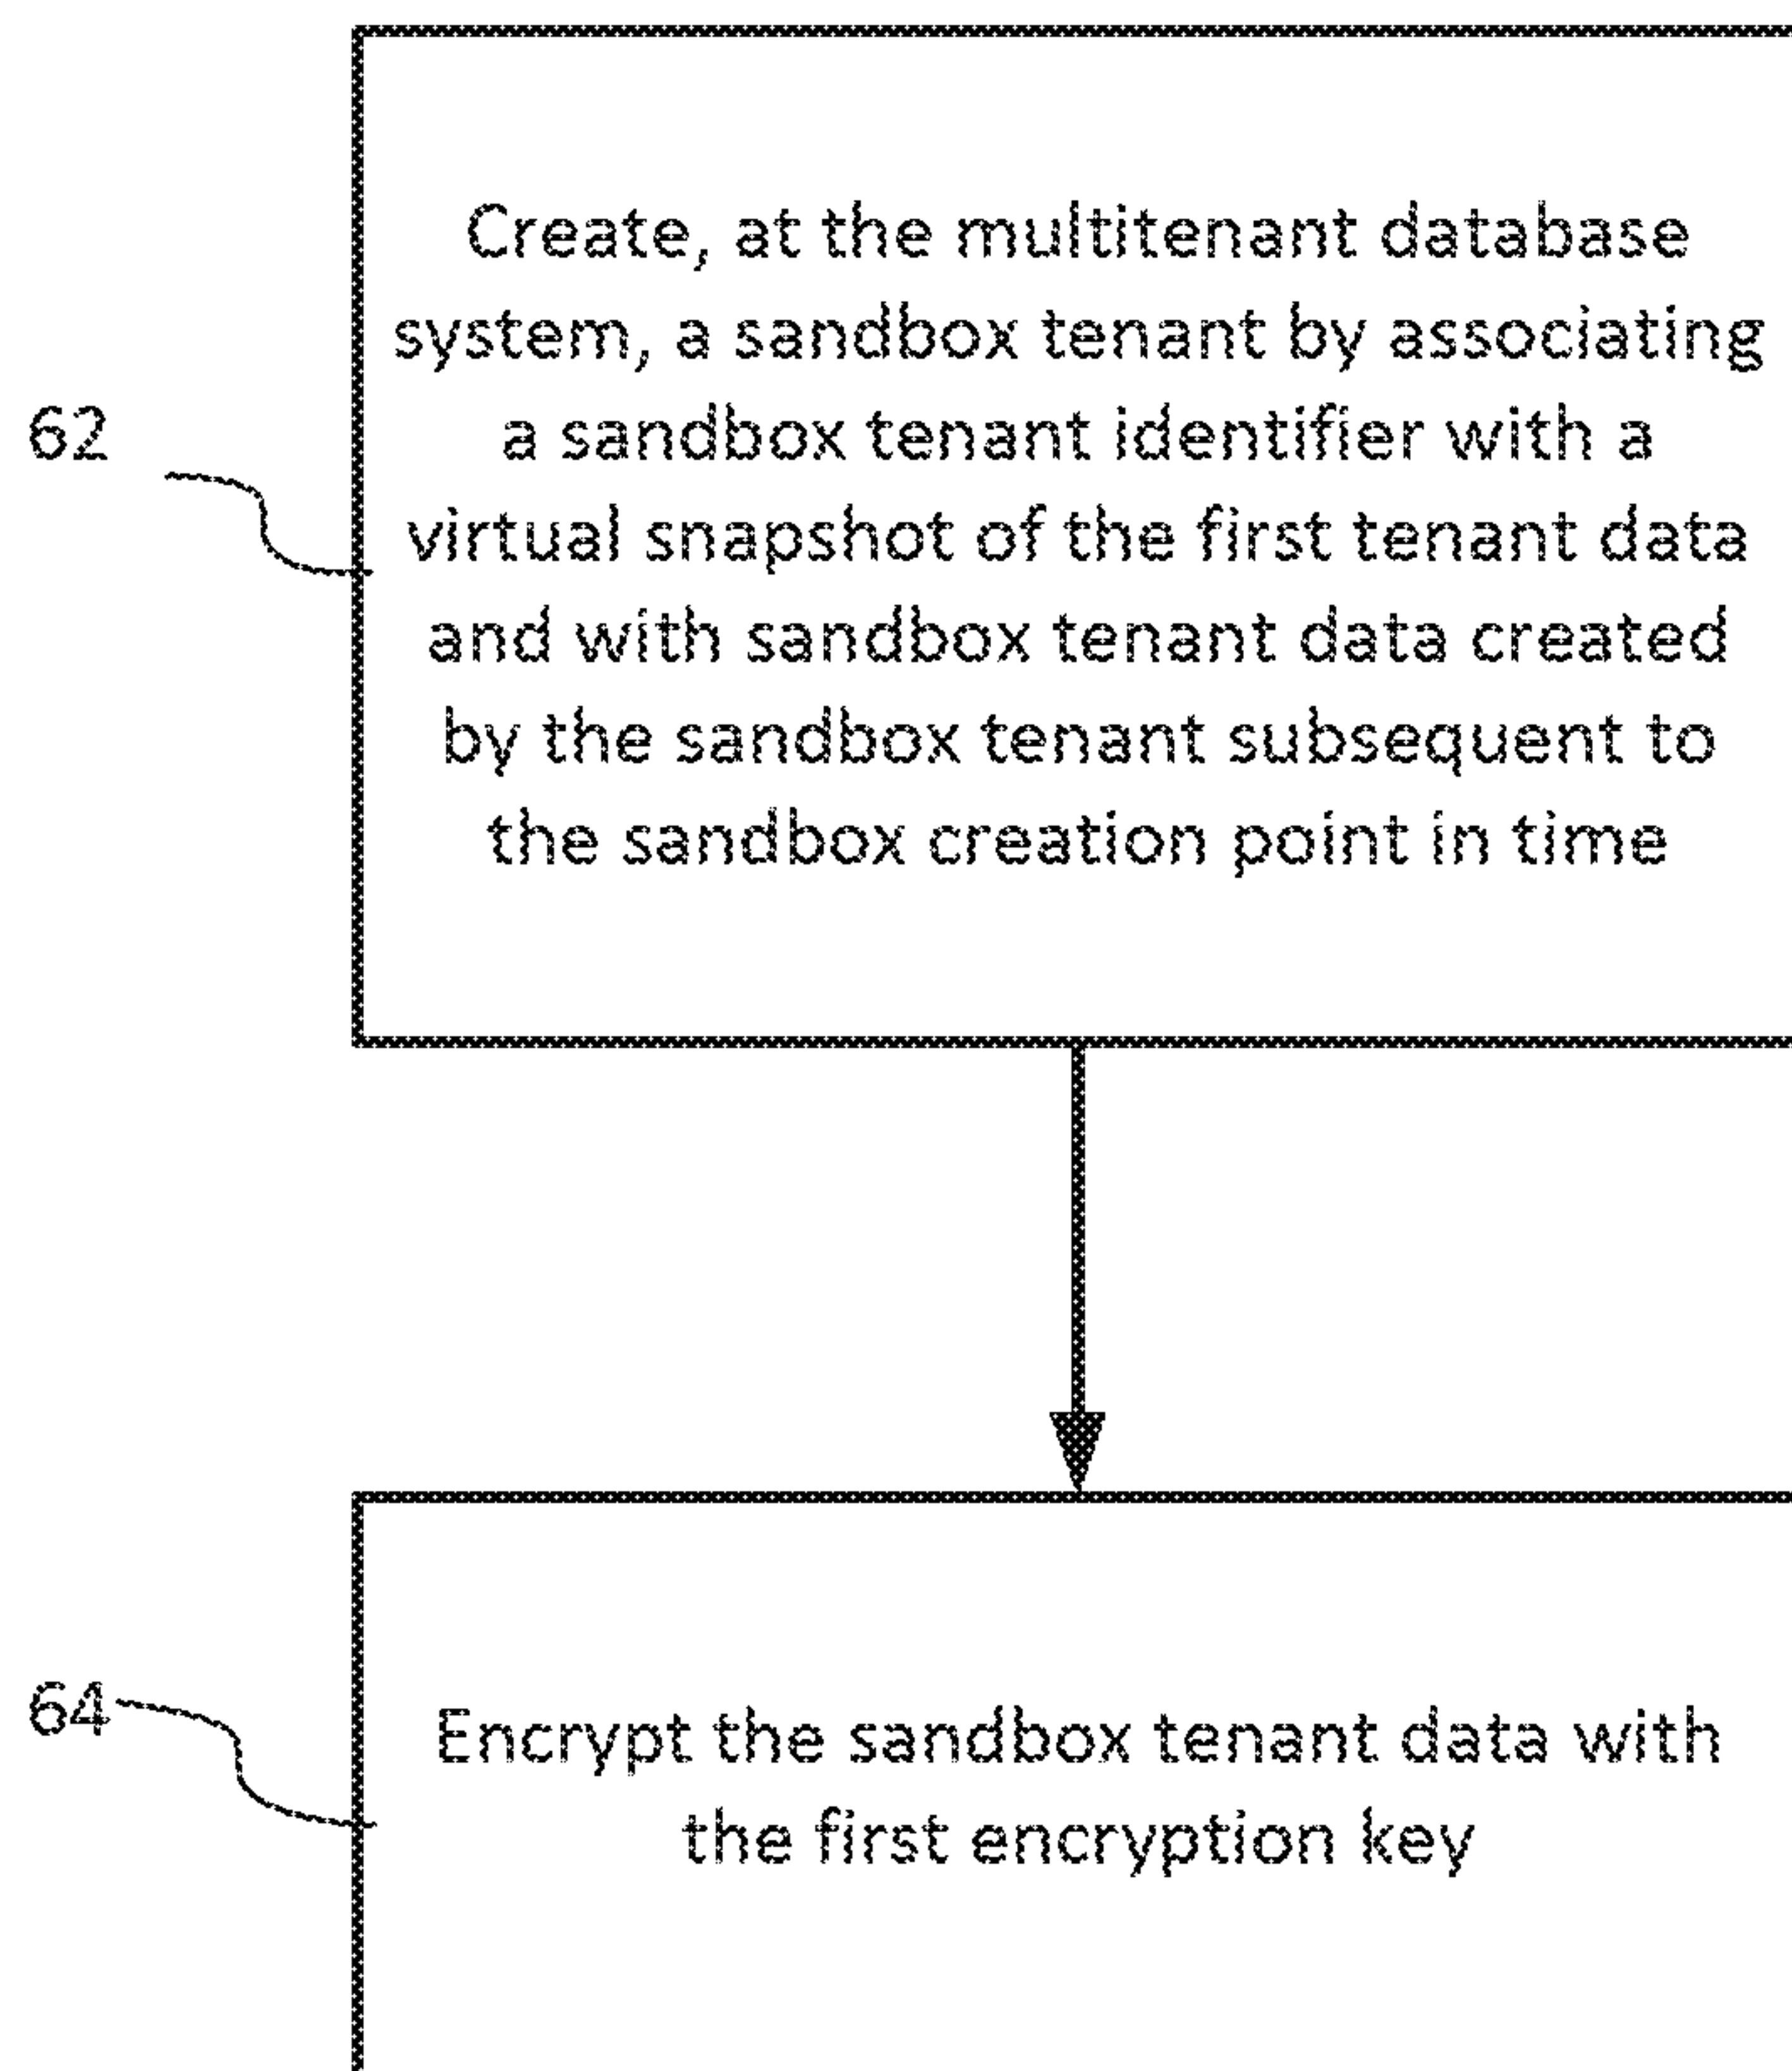 Create, at the multitenant database
system, a sandbox tenant by associating
a sandbox tenant identifier with a
virtual snapshot of the first tenant data
and with sandbox tenant data created
by the sandbox tenant subsequent to
the sandbox creation point in time
62
Encrypt the sandbox tenant data with
the first encryption key
64